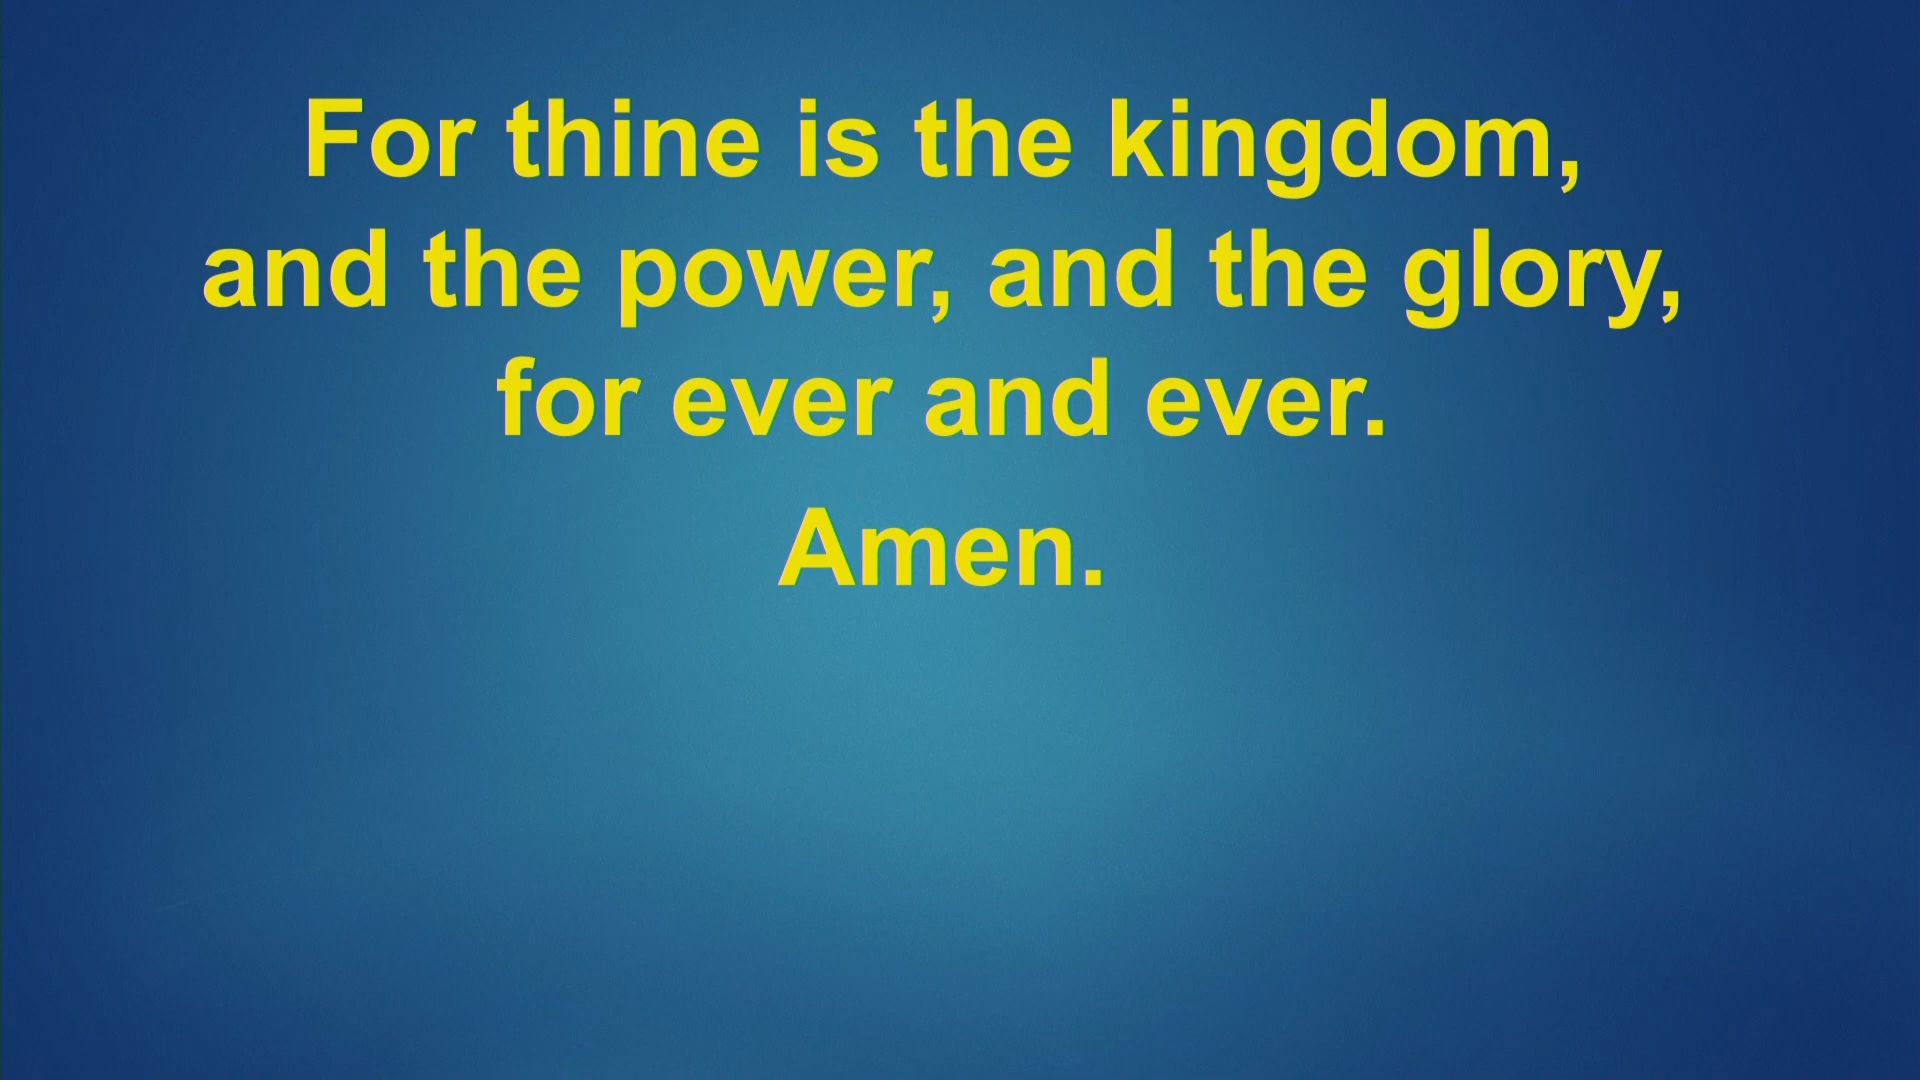 For thine is the kingdom,
and the power, and the glory,
for ever and ever.
Amen.